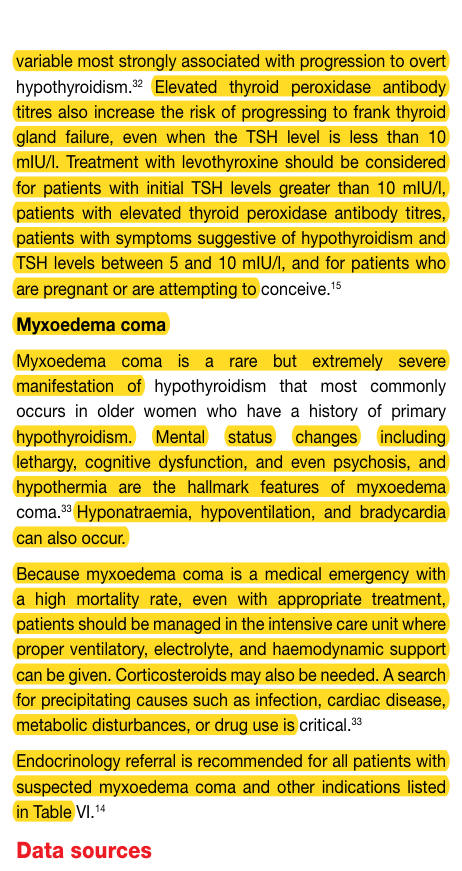 variable most strongly associated with progression to overt
hypothyroidism.³² Elevated thyroid peroxidase antibody
titres also increase the risk of progressing to frank thyroid
gland failure, even when the TSH level is less than 10
mIU/l. Treatment with levothyroxine should be considered
for patients with initial TSH levels greater than 10 mIU/l,
patients with elevated thyroid peroxidase antibody titres,
patients with symptoms suggestive of hypothyroidism and
TSH levels between 5 and 10 mIU/l, and for patients who
are pregnant or are attempting to conceive.¹⁵
Myxoedema coma
Myxoedema coma is a rare but extremely severe
manifestation of hypothyroidism that most commonly
occurs in older women who have a history of primary
hypothyroidism. Mental status changes including
lethargy, cognitive dysfunction, and even psychosis, and
hypothermia are the hallmark features of myxoedema
coma.³³ Hyponatraemia, hypoventilation, and bradycardia
can also occur.
Because myxoedema coma is a medical emergency with
a high mortality rate, even with appropriate treatment,
patients should be managed in the intensive care unit where
proper ventilatory, electrolyte, and haemodynamic support
can be given. Corticosteroids may also be needed. A search
for precipitating causes such as infection, cardiac disease,
metabolic disturbances, or drug use is critical.³³
Endocrinology referral is recommended for all patients with
suspected myxoedema coma and other indications listed
in Table VI.¹⁴
Data sources